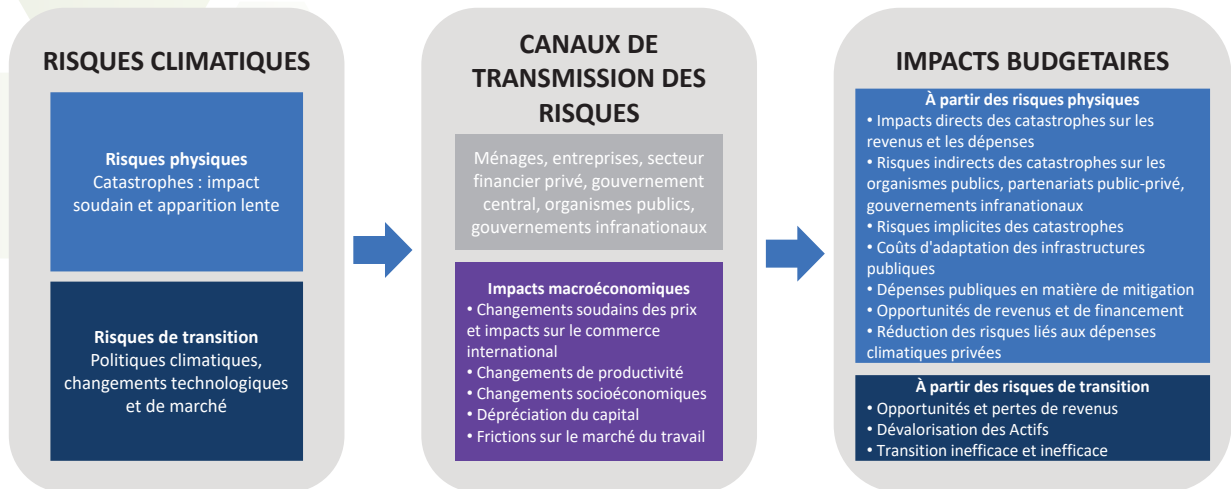 RISQUES CLIMATIQUES
Risques physiques
Catastrophes : impact
soudain et apparition lente
Risques de transition
Politiques climatiques,
changements technologiques
et de marché
CANAUX DE
TRANSMISSION DES
RISQUES
Ménages, entreprises, secteur
financier privé, gouvernement
central, organismes publics,
gouvernements infranationaux
Impacts macroéconomiques
• Changements soudains des prix
et impacts sur le commerce
international
• Changements de productivité
• Changements socioéconomiques
• Dépréciation du capital
• Frictions sur le marché du travail
IMPACTS BUDGETAIRES
À partir des risques physiques
• Impacts directs des catastrophes sur les
revenus et les dépenses
• Risques indirects des catastrophes sur les
organismes publics, partenariats public-privé,
gouvernements infranationaux
• Risques implicites des catastrophes
• Coûts d'adaptation des infrastructures
publiques
• Dépenses publiques en matière de mitigation
• Opportunités de revenus et de financement
• Réduction des risques liés aux dépenses
climatiques privées
À partir des risques de transition
• Opportunités et pertes de revenus
• Dévalorisation des Actifs
• Transition inefficace et inefficace